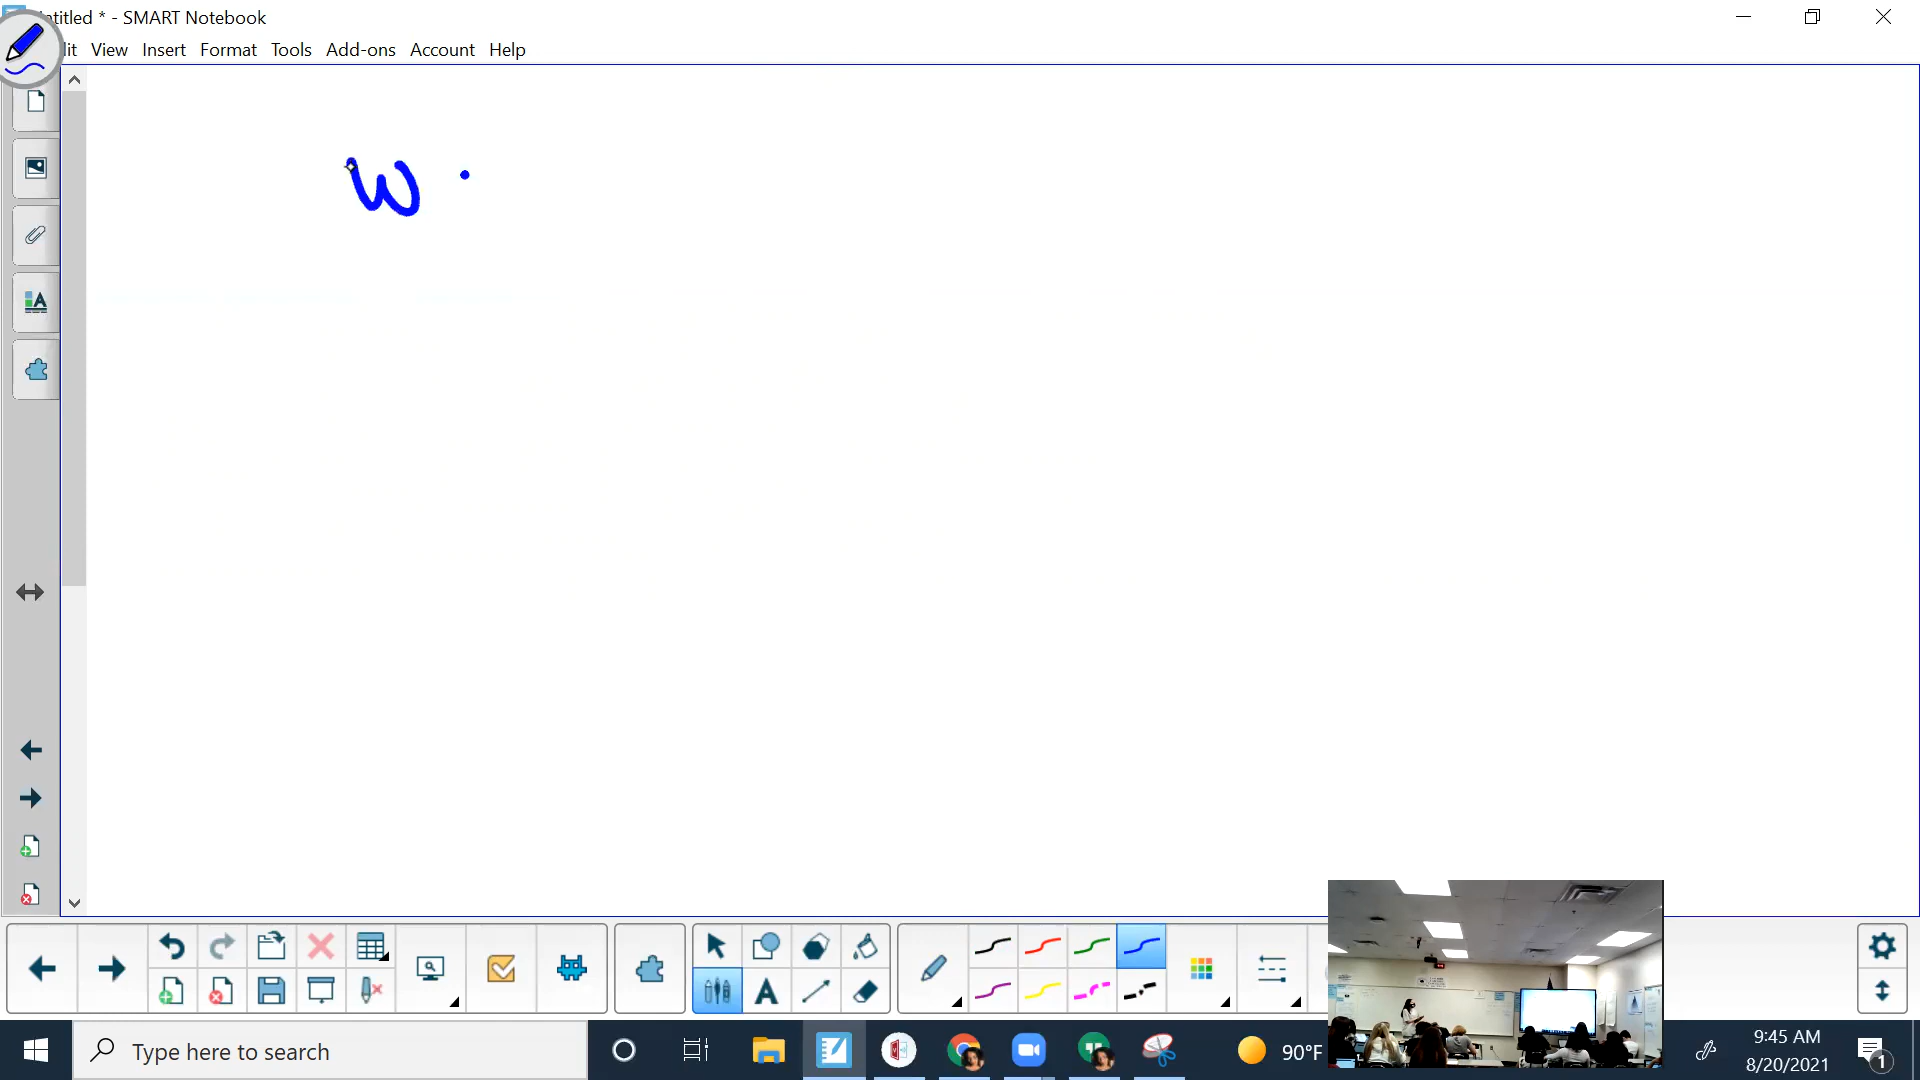 Untitled * - SMART Notebook
it View Insert Format Tools Add-ons Account Help
W .
Type here to search
90°F
9:45 AM
8/20/2021
1